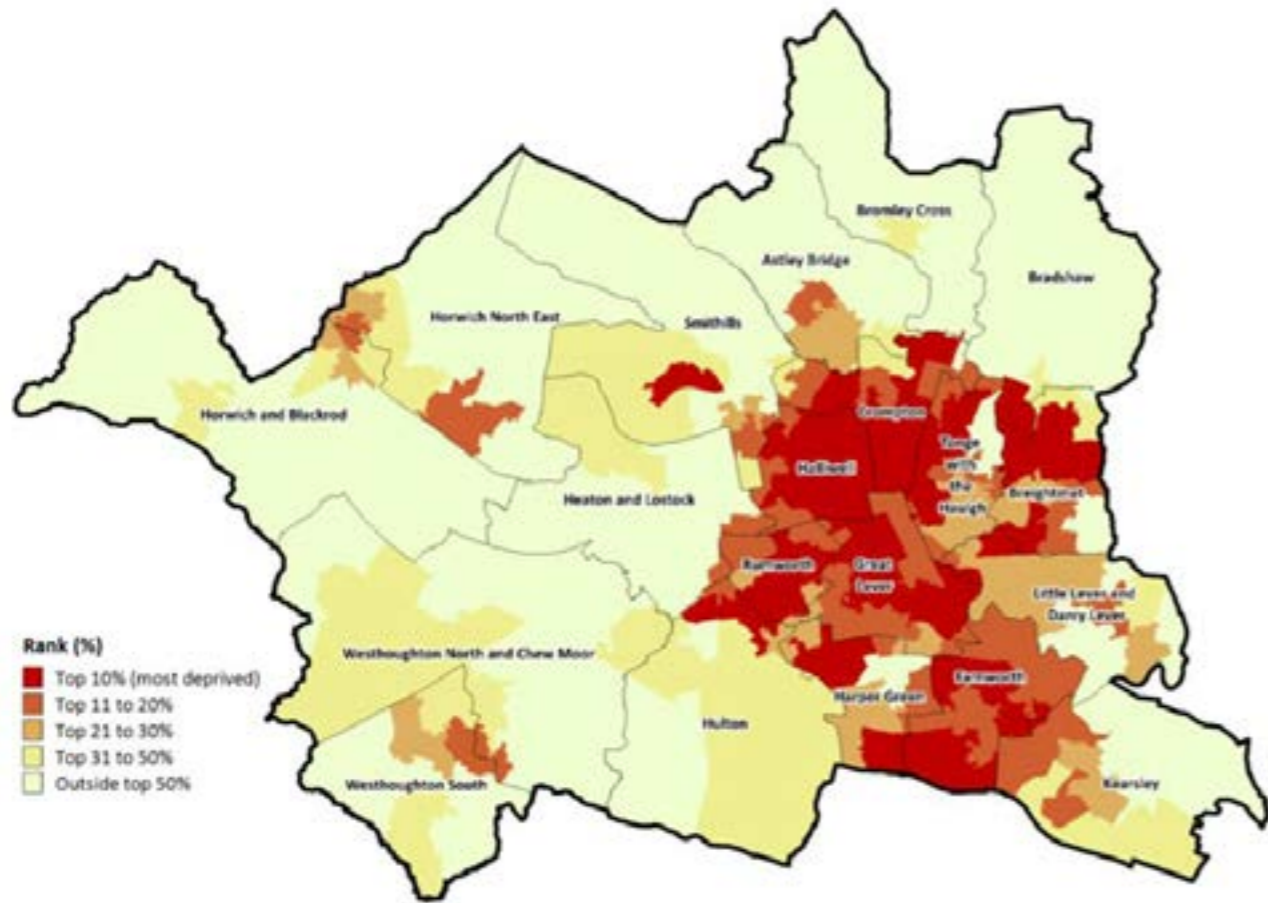 Bromley Cross
Astley Bridge
Bradshaw
Horwich North East
Smithills
Horwich and Blackrod
Crompton
Tonge
with
the
Haulgh
Halliwell
Breightmet
Heaton and Lostock
Rumworth
Great
Lever
Little Lever and
Darcy Lever
Westhoughton North and Chew Moor
Farnworth
Harper Green
Hulton
Kearsley
Westhoughton South
Rank (%)
Top 10% (most deprived)
Top 11 to 20%
Top 21 to 30%
Top 31 to 50%
Outside top 50%